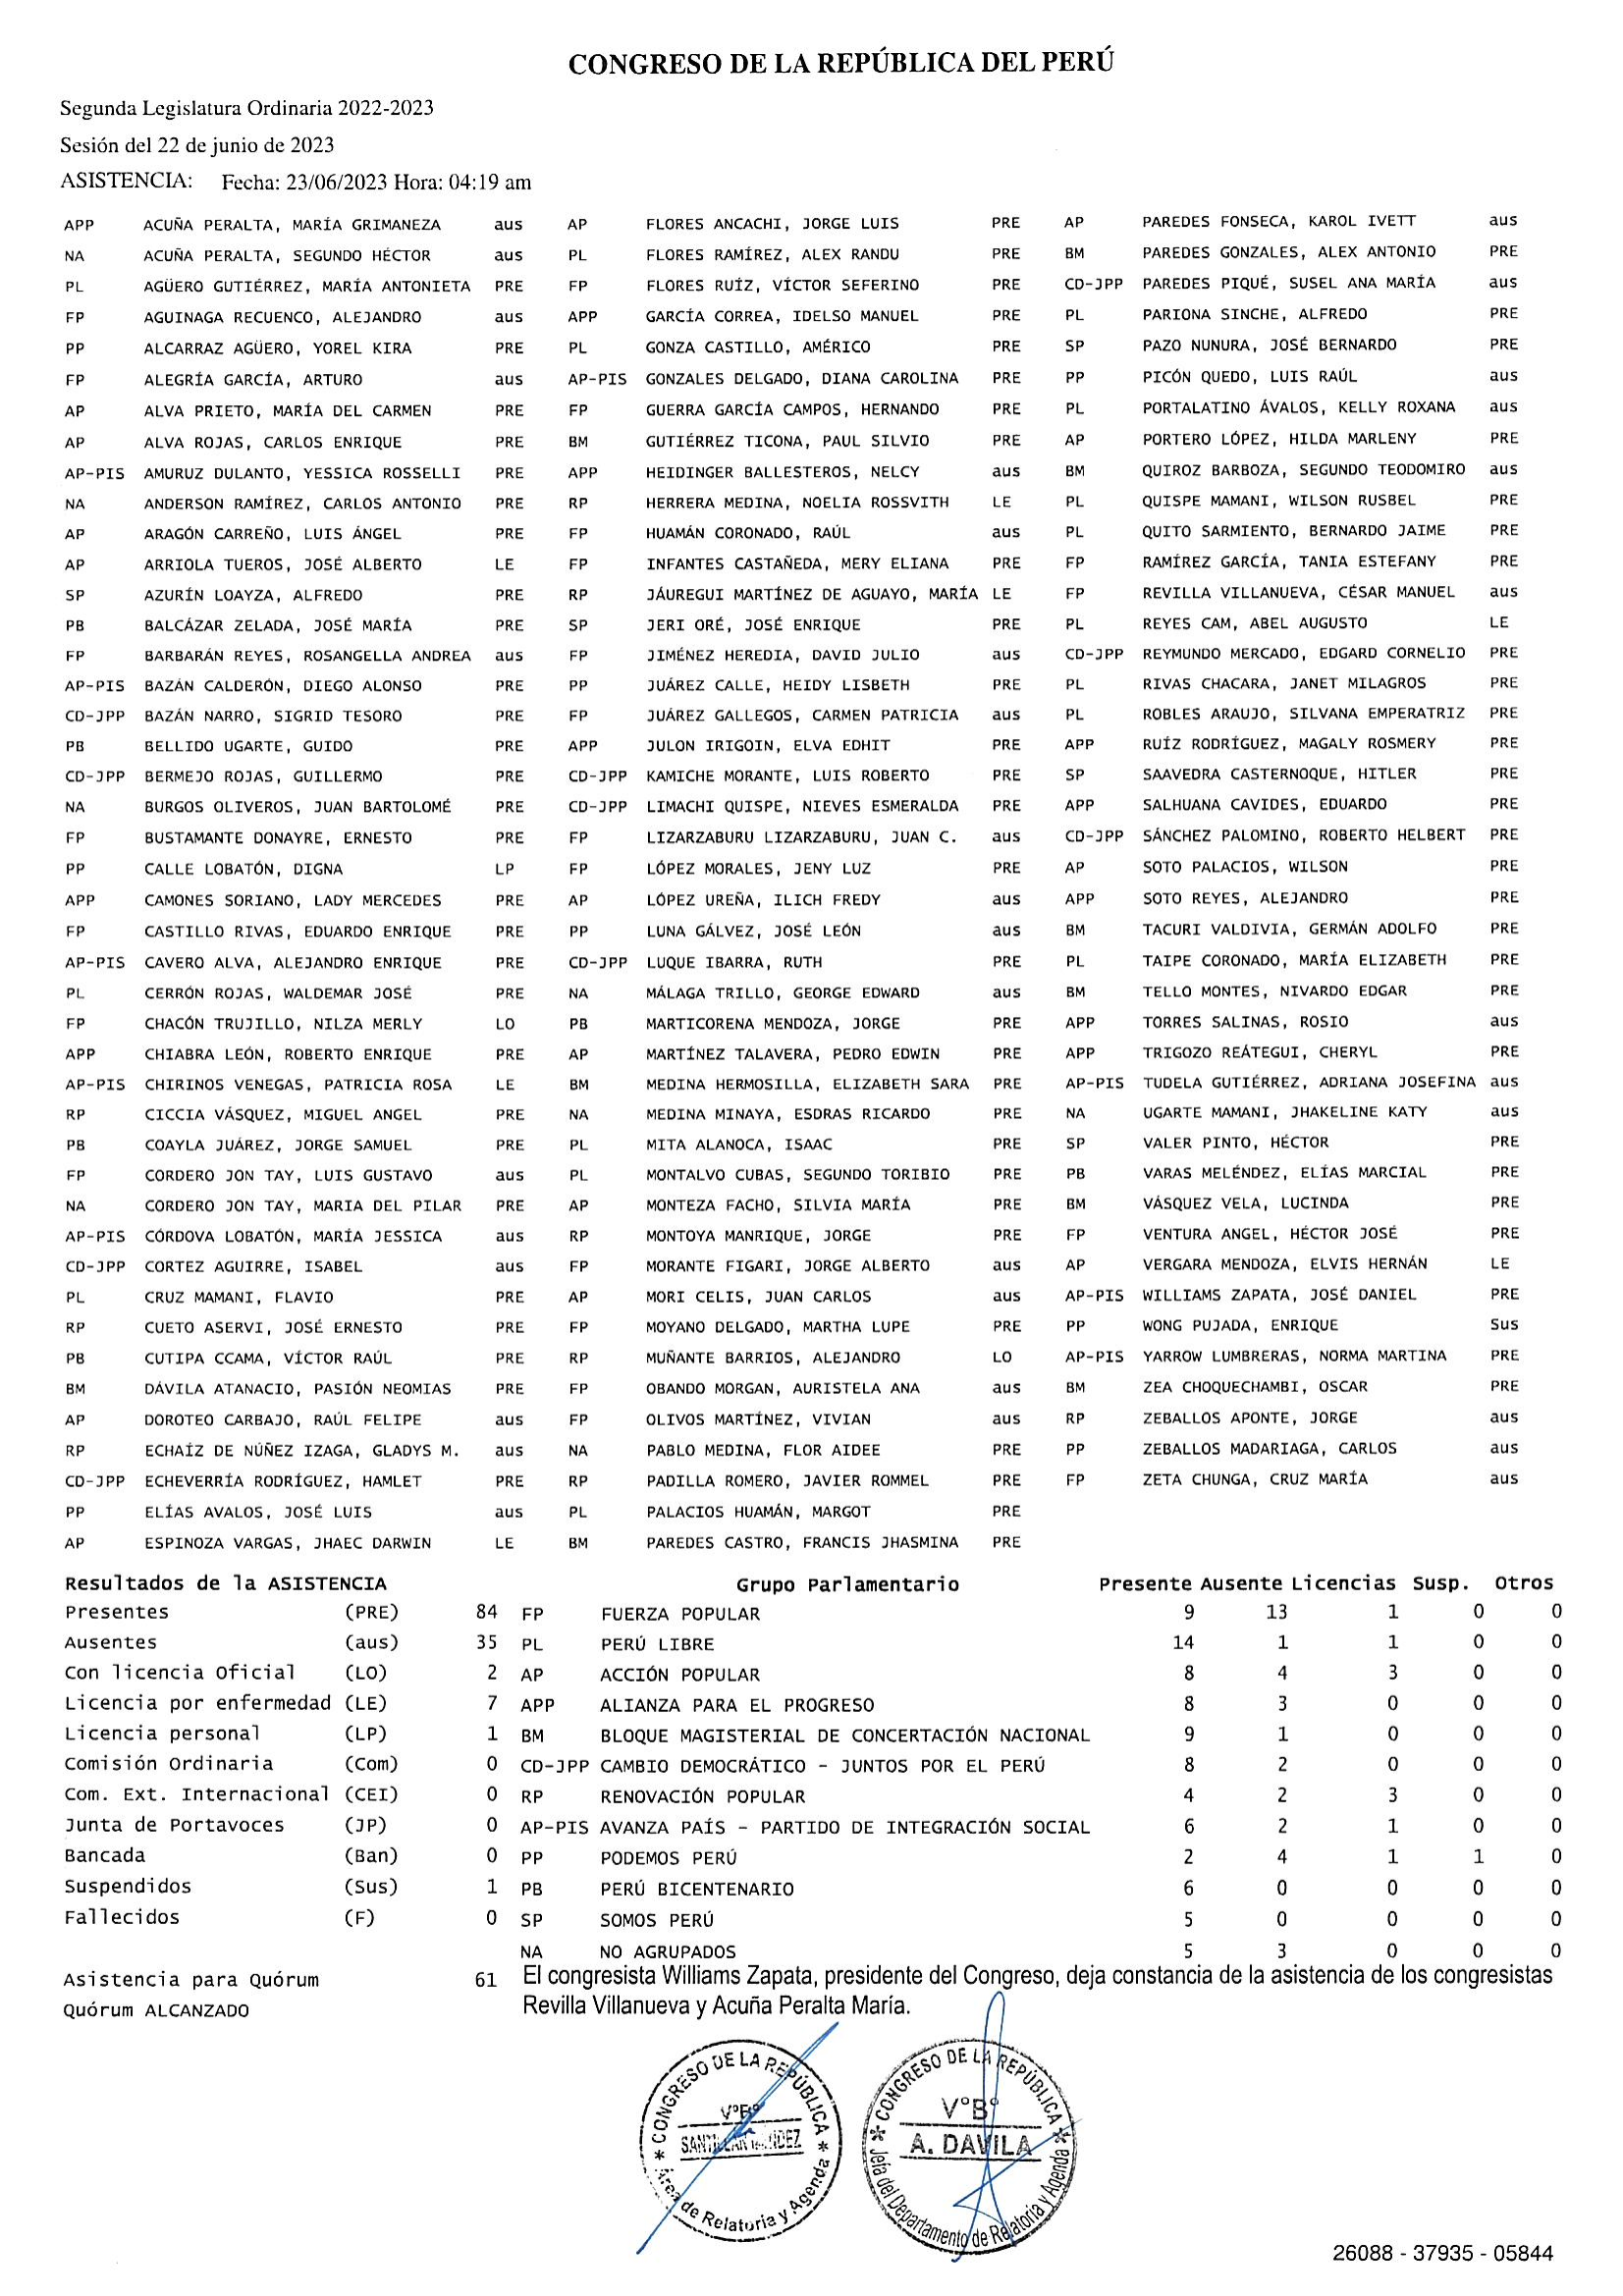 CONGRESO DE LA REPÚBLICA DEL PERÚ
Segunda Legislatura Ordinaria 2022-2023
Sesión del 22 de junio de 2023
ASISTENCIA: Fecha: 23/06/2023 Hora: 04:19 am
APP ACUÑA PERALTA, MARÍA GRIMANEZA aus AP FLORES ANCACHI, JORGE LUIS PRE AP PAREDES FONSECA, KAROL IVETT aus
NA ACUÑA PERALTA, SEGUNDO HÉCTOR aus PL FLORES RAMÍREZ, ALEX RANDU PRE BM PAREDES GONZALES, ALEX ANTONIO PRE
PL AGÜERO GUTIÉRREZ, MARÍA ANTONIETA PRE FP FLORES RUÍZ, VÍCTOR SEFERINO PRE CD-JPP PAREDES PIQUÉ, SUSEL ANA MARÍA aus
FP AGUINAGA RECUENCO, ALEJANDRO aus APP GARCÍA CORREA, IDELSO MANUEL PRE PL PARIONA SINCHE, ALFREDO PRE
PP ALCARRAZ AGÜERO, YOREL KIRA PRE PL GONZA CASTILLO, AMÉRICO PRE SP PAZO NUNURA, JOSÉ BERNARDO PRE
FP ALEGRÍA GARCÍA, ARTURO aus AP-PIS GONZALES DELGADO, DIANA CAROLINA PRE PP PICÓN QUEDO, LUIS RAÚL aus
AP ALVA PRIETO, MARÍA DEL CARMEN PRE FP GUERRA GARCÍA CAMPOS, HERNANDO PRE PL PORTALATINO ÁVALOS, KELLY ROXANA aus
AP ALVA ROJAS, CARLOS ENRIQUE PRE BM GUTIÉRREZ TICONA, PAUL SILVIO PRE AP PORTERO LÓPEZ, HILDA MARLENY PRE
AP-PIS AMURUZ DULANTO, YESSICA ROSSELLI PRE APP HEIDINGER BALLESTEROS, NELCY aus BM QUIROZ BARBOZA, SEGUNDO TEODOMIRO aus
NA ANDERSON RAMÍREZ, CARLOS ANTONIO PRE RP HERRERA MEDINA, NOELIA ROSSVITH LE PL QUISPE MAMANI, WILSON RUSBEL PRE
AP ARAGÓN CARREÑO, LUIS ÁNGEL PRE FP HUAMÁN CORONADO, RAÚL aus PL QUITO SARMIENTO, BERNARDO JAIME PRE
AP ARRIOLA TUEROS, JOSÉ ALBERTO LE FP INFANTES CASTAÑEDA, MERY ELIANA PRE FP RAMÍREZ GARCÍA, TANIA ESTEFANY PRE
SP AZURÍN LOAYZA, ALFREDO PRE RP JÁUREGUI MARTÍNEZ DE AGUAYO, MARÍA LE FP REVILLA VILLANUEVA, CÉSAR MANUEL aus
PB BALCÁZAR ZELADA, JOSÉ MARÍA PRE SP JERI ORÉ, JOSÉ ENRIQUE PRE PL REYES CAM, ABEL AUGUSTO LE
FP BARBARÁN REYES, ROSANGELLA ANDREA aus FP JIMÉNEZ HEREDIA, DAVID JULIO aus CD-JPP REYMUNDO MERCADO, EDGARD CORNELIO PRE
AP-PIS BAZÁN CALDERÓN, DIEGO ALONSO PRE PP JUÁREZ CALLE, HEIDY LISBETH PRE PL RIVAS CHACARA, JANET MILAGROS PRE
CD-JPP BAZÁN NARRO, SIGRID TESORO PRE FP JUÁREZ GALLEGOS, CARMEN PATRICIA aus PL ROBLES ARAUJO, SILVANA EMPERATRIZ PRE
PB BELLIDO UGARTE, GUIDO PRE APP JULON IRIGOIN, ELVA EDHIT PRE APP RUÍZ RODRÍGUEZ, MAGALY ROSMERY PRE
CD-JPP BERMEJO ROJAS, GUILLERMO PRE CD-JPP KAMICHE MORANTE, LUIS ROBERTO PRE SP SAAVEDRA CASTERNOQUE, HITLER PRE
NA BURGOS OLIVEROS, JUAN BARTOLOMÉ PRE CD-JPP LIMACHI QUISPE, NIEVES ESMERALDA PRE APP SALHUANA CAVIDES, EDUARDO PRE
FP BUSTAMANTE DONAYRE, ERNESTO PRE FP LIZARZABURU LIZARZABURU, JUAN C. aus CD-JPP SÁNCHEZ PALOMINO, ROBERTO HELBERT PRE
PP CALLE LOBATÓN, DIGNA LP FP LÓPEZ MORALES, JENY LUZ PRE AP SOTO PALACIOS, WILSON PRE
APP CAMONES SORIANO, LADY MERCEDES PRE AP LÓPEZ UREÑA, ILICH FREDY aus APP SOTO REYES, ALEJANDRO PRE
FP CASTILLO RIVAS, EDUARDO ENRIQUE PRE PP LUNA GÁLVEZ, JOSÉ LEÓN aus BM TACURI VALDIVIA, GERMÁN ADOLFO PRE
AP-PIS CAVERO ALVA, ALEJANDRO ENRIQUE PRE CD-JPP LUQUE IBARRA, RUTH PRE PL TAIPE CORONADO, MARÍA ELIZABETH PRE
PL CERRÓN ROJAS, WALDEMAR JOSÉ PRE NA MÁLAGA TRILLO, GEORGE EDWARD aus BM TELLO MONTES, NIVARDO EDGAR PRE
FP CHACÓN TRUJILLO, NILZA MERLY LO PB MARTICORENA MENDOZA, JORGE PRE APP TORRES SALINAS, ROSIO aus
APP CHIABRA LEÓN, ROBERTO ENRIQUE PRE AP MARTÍNEZ TALAVERA, PEDRO EDWIN PRE APP TRIGOZO REÁTEGUI, CHERYL PRE
AP-PIS CHIRINOS VENEGAS, PATRICIA ROSA LE BM MEDINA HERMOSILLA, ELIZABETH SARA PRE AP-PIS TUDELA GUTIÉRREZ, ADRIANA JOSEFINA aus
RP CICCIA VÁSQUEZ, MIGUEL ANGEL PRE NA MEDINA MINAYA, ESDRAS RICARDO PRE NA UGARTE MAMANI, JHAKELINE KATY aus
PB COAYLA JUÁREZ, JORGE SAMUEL PRE PL MITA ALANOCA, ISAAC PRE SP VALER PINTO, HÉCTOR PRE
FP CORDERO JON TAY, LUIS GUSTAVO aus PL MONTALVO CUBAS, SEGUNDO TORIBIO PRE PB VARAS MELÉNDEZ, ELÍAS MARCIAL PRE
NA CORDERO JON TAY, MARIA DEL PILAR PRE AP MONTEZA FACHO, SILVIA MARÍA PRE BM VÁSQUEZ VELA, LUCINDA PRE
AP-PIS CÓRDOVA LOBATÓN, MARÍA JESSICA aus RP MONTOYA MANRIQUE, JORGE PRE FP VENTURA ANGEL, HÉCTOR JOSÉ PRE
CD-JPP CORTEZ AGUIRRE, ISABEL aus FP MORANTE FIGARI, JORGE ALBERTO aus AP VERGARA MENDOZA, ELVIS HERNÁN LE
PL CRUZ MAMANI, FLAVIO PRE AP MORI CELIS, JUAN CARLOS aus AP-PIS WILLIAMS ZAPATA, JOSÉ DANIEL PRE
RP CUETO ASERVI, JOSÉ ERNESTO PRE FP MOYANO DELGADO, MARTHA LUPE PRE PP WONG PUJADA, ENRIQUE Sus
PB CUTIPA CCAMA, VÍCTOR RAÚL PRE RP MUÑANTE BARRIOS, ALEJANDRO LO AP-PIS YARROW LUMBRERAS, NORMA MARTINA PRE
BM DÁVILA ATANACIO, PASIÓN NEOMIAS PRE FP OBANDO MORGAN, AURISTELA ANA aus BM ZEA CHOQUECHAMBI, OSCAR PRE
AP DOROTEO CARBAJO, RAÚL FELIPE aus FP OLIVOS MARTÍNEZ, VIVIAN aus RP ZEBALLOS APONTE, JORGE aus
RP ECHAÍZ DE NÚÑEZ IZAGA, GLADYS M. aus NA PABLO MEDINA, FLOR AIDEE PRE PP ZEBALLOS MADARIAGA, CARLOS aus
CD-JPP ECHEVERRÍA RODRÍGUEZ, HAMLET PRE RP PADILLA ROMERO, JAVIER ROMMEL PRE FP ZETA CHUNGA, CRUZ MARÍA aus
PP ELÍAS AVALOS, JOSÉ LUIS aus PL PALACIOS HUAMÁN, MARGOT PRE
AP ESPINOZA VARGAS, JHAEC DARWIN LE BM PAREDES CASTRO, FRANCIS JHASMINA PRE
Resultados de la ASISTENCIA Grupo Parlamentario Presente Ausente Licencias Susp. Otros
Presentes (PRE) 84 FP FUERZA POPULAR 9 13 1 0 0
Ausentes (aus) 35 PL PERÚ LIBRE 14 1 1 0 0
Con licencia Oficial (LO) 2 AP ACCIÓN POPULAR 8 4 3 0 0
Licencia por enfermedad (LE) 7 APP ALIANZA PARA EL PROGRESO 8 3 0 0 0
Licencia personal (LP) 1 BM BLOQUE MAGISTERIAL DE CONCERTACIÓN NACIONAL 9 1 0 0 0
Comisión Ordinaria (Com) 0 CD-JPP CAMBIO DEMOCRÁTICO - JUNTOS POR EL PERÚ 8 2 0 0 0
Com. Ext. Internacional (CEI) 0 RP RENOVACIÓN POPULAR 4 2 3 0 0
Junta de Portavoces (JP) 0 AP-PIS AVANZA PAÍS - PARTIDO DE INTEGRACIÓN SOCIAL 6 2 1 0 0
Bancada (Ban) 0 PP PODEMOS PERÚ 2 4 1 1 0
Suspendidos (Sus) 1 PB PERÚ BICENTENARIO 6 0 0 0 0
Fallecidos (F) 0 SP SOMOS PERÚ 5 0 0 0 0
NA NO AGRUPADOS 5 3 0 0 0
Asistencia para Quórum 61 El congresista Williams Zapata, presidente del Congreso, deja constancia de la asistencia de los congresistas
Quórum ALCANZADO Revilla Villanueva y Acuña Peralta María.
* CONGRESO DE LA REPÚBLICA *
V°B°
Área de Relatoria y Agenda
* CONGRESO DE LA REPÚBLICA *
V°B°
A. DAVILA
Jefa del Departamento de Relatoria y Agenda
26088 - 37935 - 05844